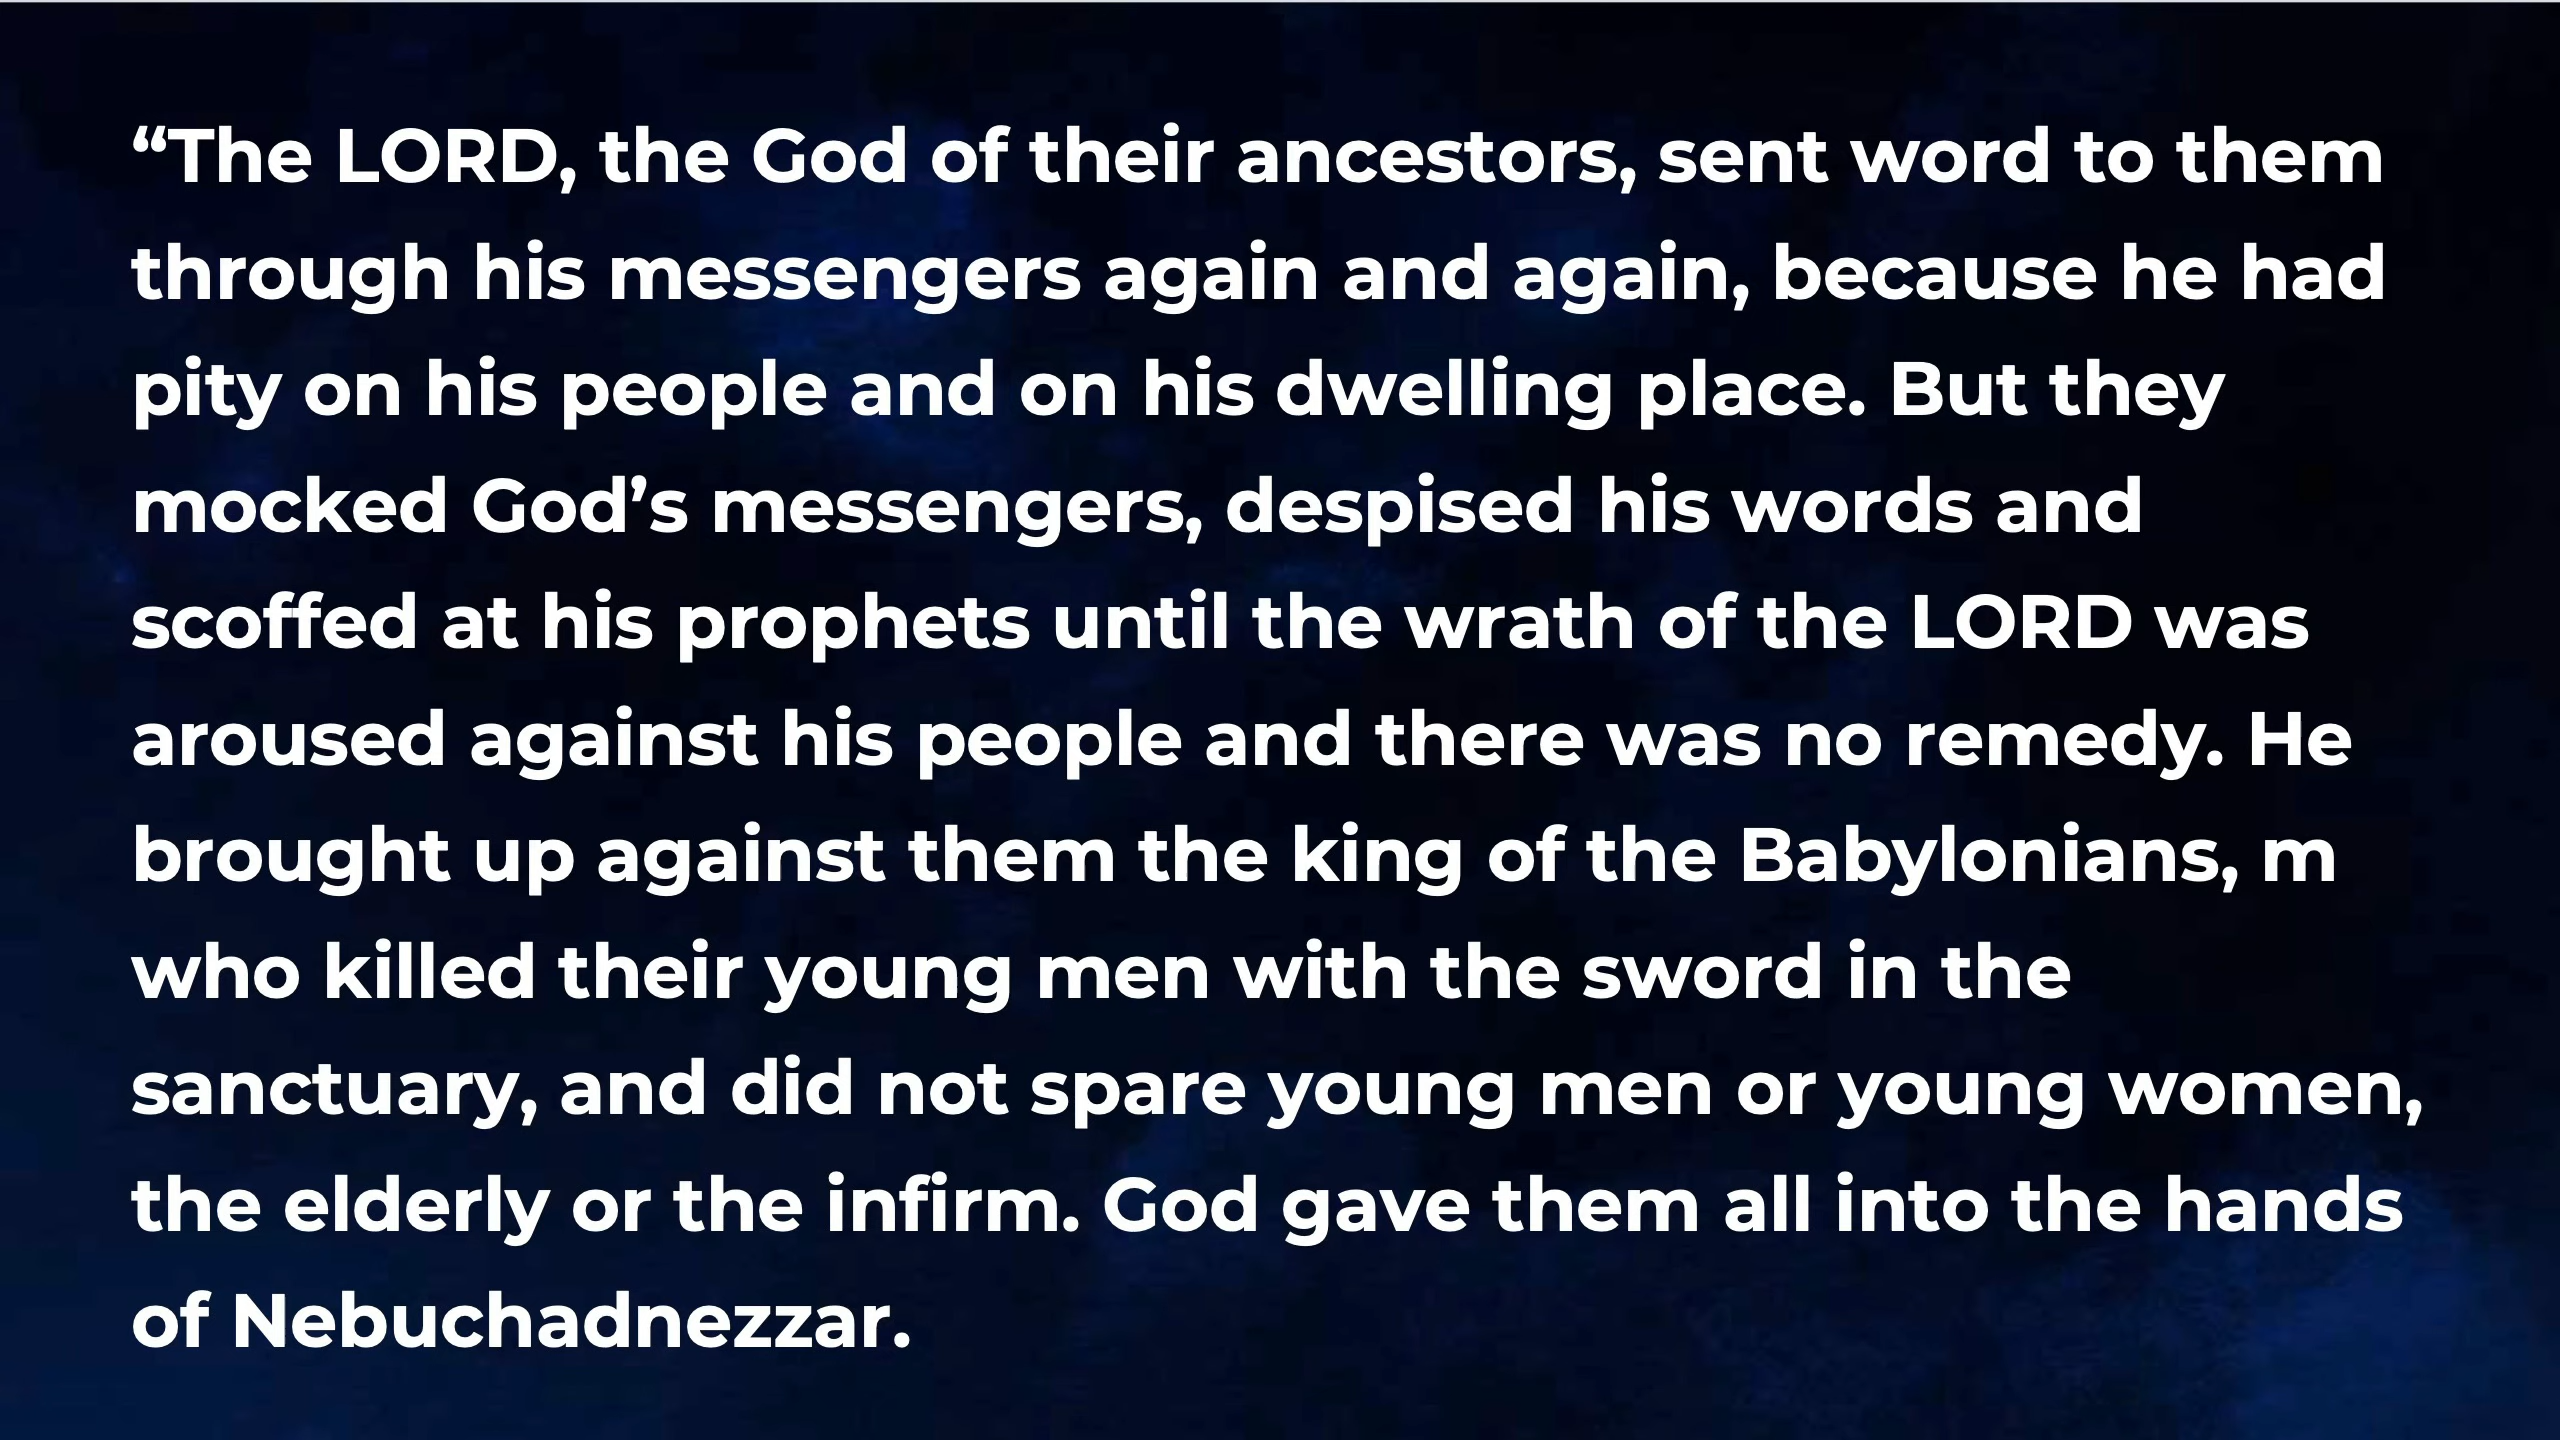 “The LORD, the God of their ancestors, sent word to them
through his messengers again and again, because he had
pity on his people and on his dwelling place. But they
mocked God’s messengers, despised his words and
scoffed at his prophets until the wrath of the LORD was
aroused against his people and there was no remedy. He
brought up against them the king of the Babylonians, m
who killed their young men with the sword in the
sanctuary, and did not spare young men or young women,
the elderly or the infirm. God gave them all into the hands
of Nebuchadnezzar.